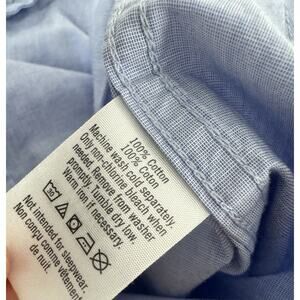 100% Cotton
100% Coton
Machine wash cold separately.
Only non-chlorine bleach when
needed. Remove from washer
promptly. Tumble dry low.
Warm iron if necessary.
Not intended for sleepwear.
Non conçu comme vêtement
de nuit.